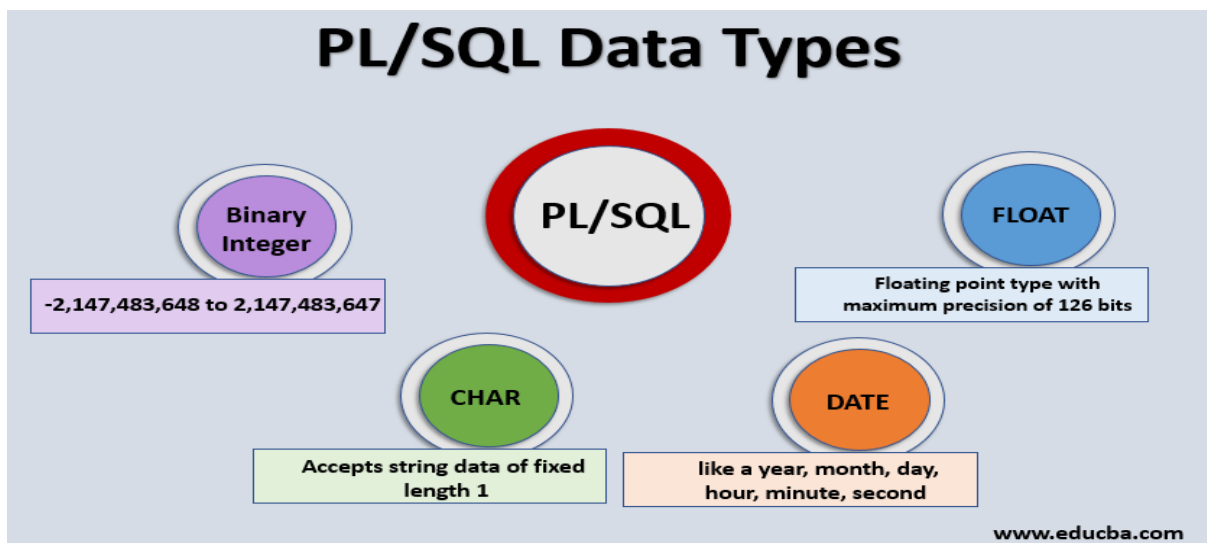 PL/SQL Data Types
PL/SQL
Binary
Integer
-2,147,483,648 to 2,147,483,647
FLOAT
Floating point type with
maximum precision of 126 bits
CHAR
Accepts string data of fixed
length 1
DATE
like a year, month, day,
hour, minute, second
www.educba.com